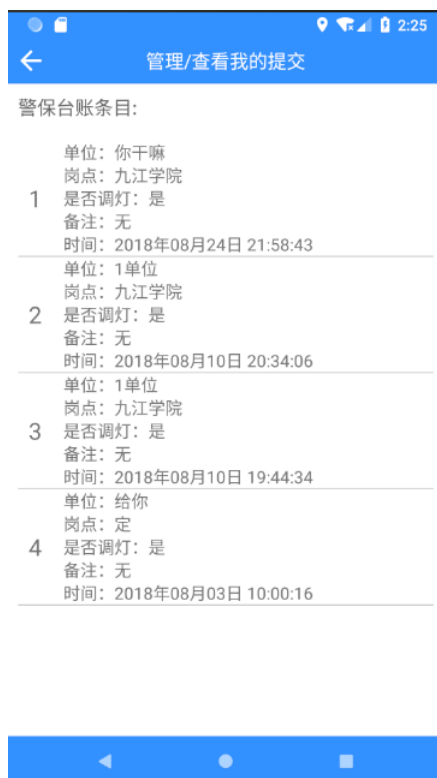 2:25
管理/查看我的提交
警保台账条目:
1
单位：你干嘛
岗点：九江学院
是否调灯：是
备注：无
时间：2018年08月24日 21:58:43
2
单位：1单位
岗点：九江学院
是否调灯：是
备注：无
时间：2018年08月10日 20:34:06
3
单位：1单位
岗点：九江学院
是否调灯：是
备注：无
时间：2018年08月10日 19:44:34
4
单位：给你
岗点：定
是否调灯：是
备注：无
时间：2018年08月03日 10:00:16